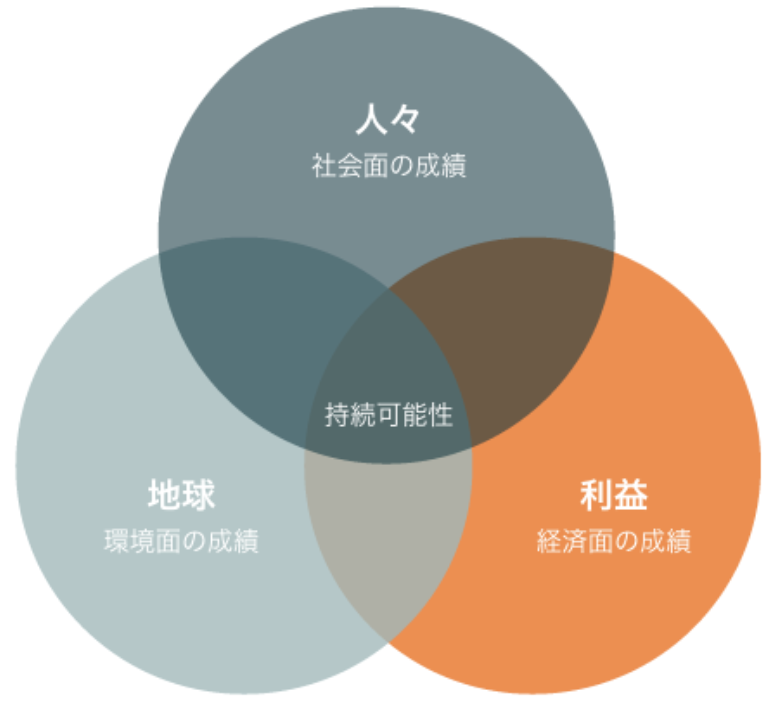 人々
社会面の成績
持続可能性
地球
環境面の成績
利益
経済面の成績